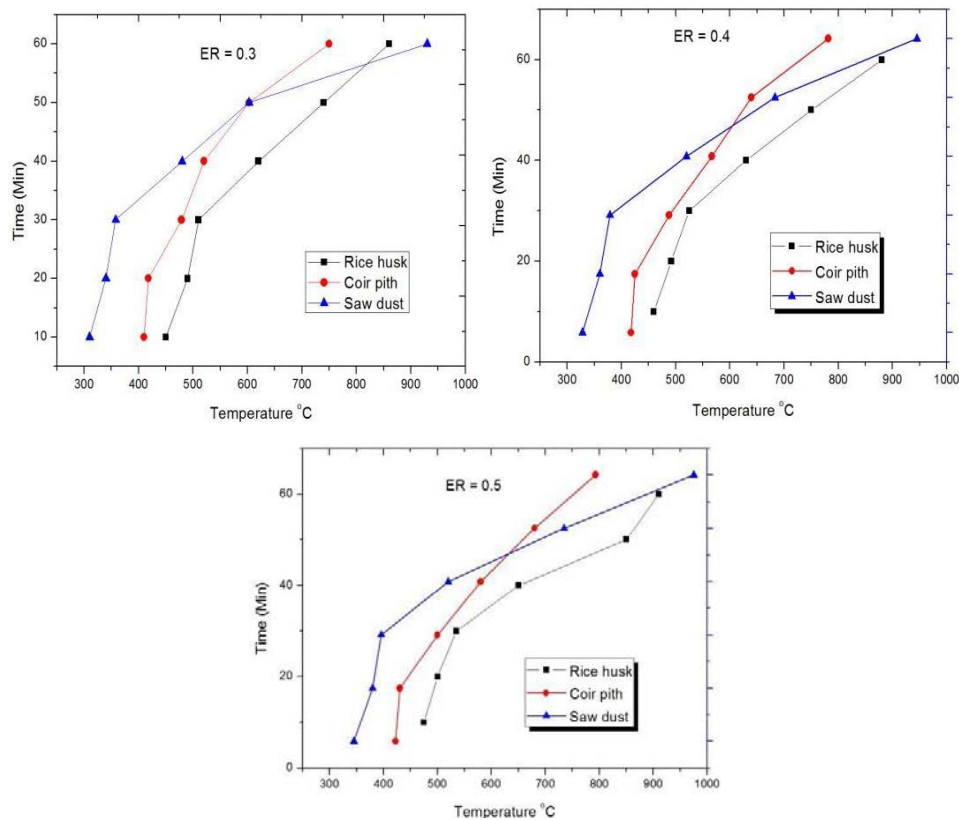 ER = 0.3
60
50
40
30
20
10
Time (Min)
Rice husk
Coir pith
Saw dust
300 400 500 600 700 800 900 1000
Temperature °C
ER = 0.4
60
40
20
0
Time (Min)
Rice husk
Coir pith
Saw dust
300 400 500 600 700 800 900 1000
Temperature °C
ER = 0.5
60
40
20
0
Time (Min)
Rice husk
Coir pith
Saw dust
300 400 500 600 700 800 900 1000
Temperature °C